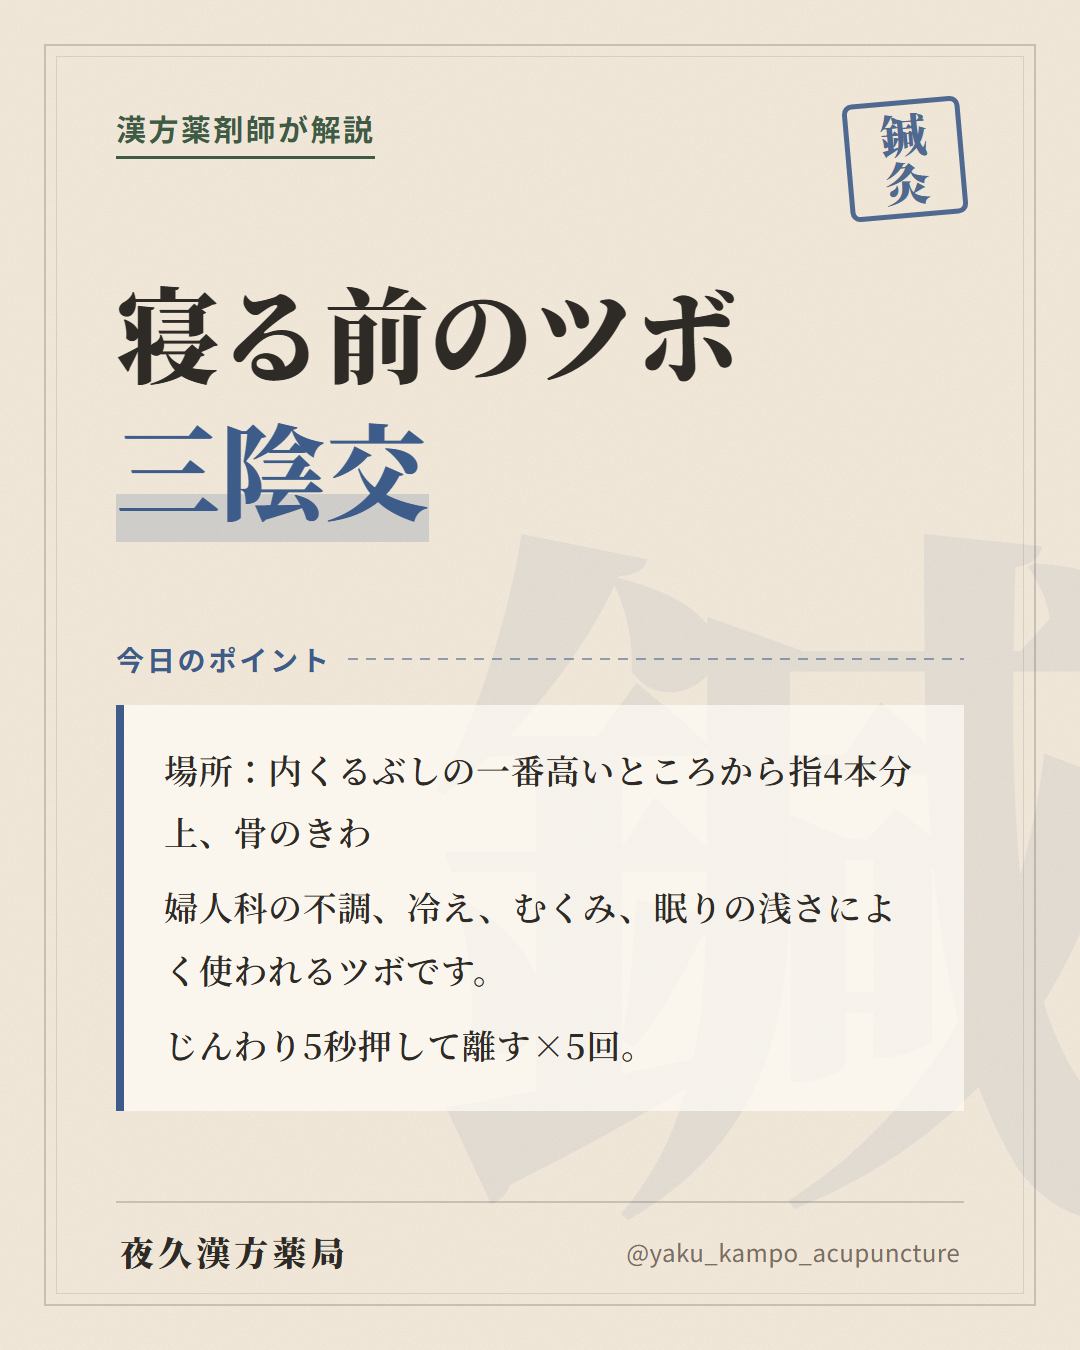 漢方薬剤師が解説
鍼灸
寝る前のツボ
三陰交
今日のポイント
場所：内くるぶしの一番高いところから指4本分
上、骨のきわ
婦人科の不調、冷え、むくみ、眠りの浅さによ
く使われるツボです。
じんわり5秒押して離す×5回。
鍼
夜久漢方薬局
@yaku_kampo_acupuncture